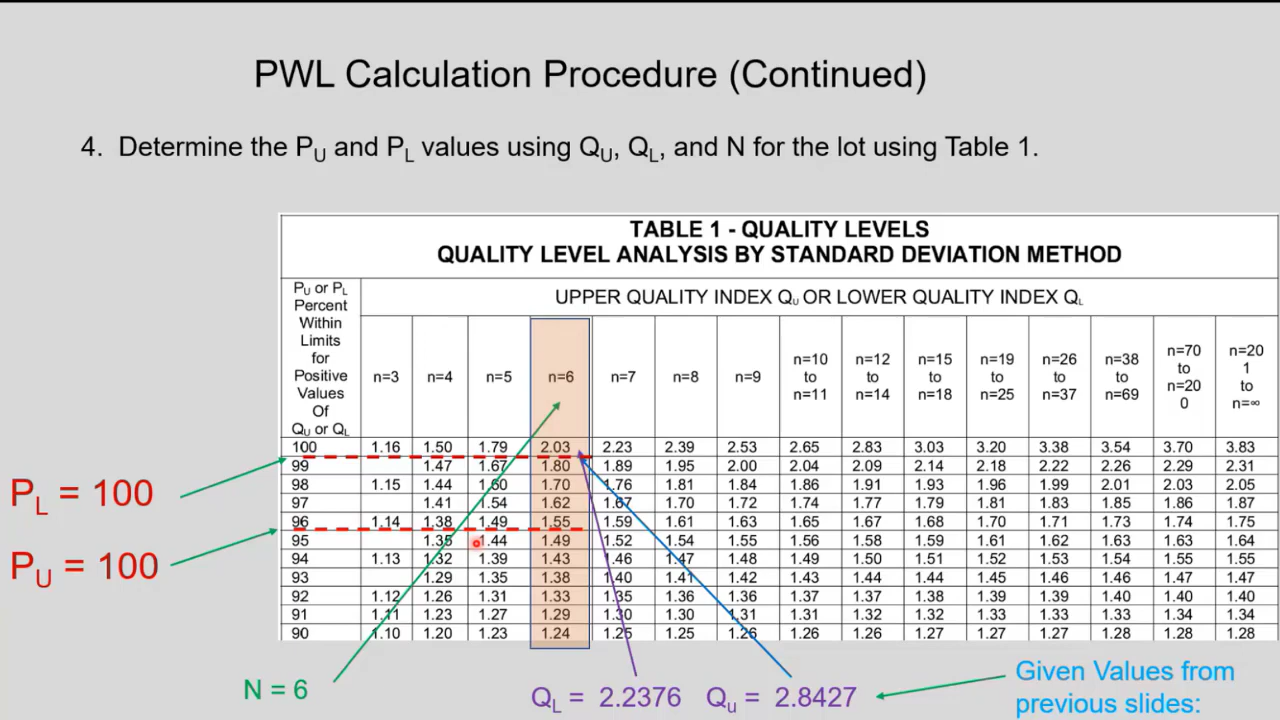 PWL Calculation Procedure (Continued)
4. Determine the PU and PL values using QU, QL, and N for the lot using Table 1.
TABLE 1 - QUALITY LEVELS
QUALITY LEVEL ANALYSIS BY STANDARD DEVIATION METHOD
PU or PL
Percent
Within
Limits
for
Positive
Values
Of
QU or QL
UPPER QUALITY INDEX QU OR LOWER QUALITY INDEX QL
n=3 n=4 n=5 n=6 n=7 n=8 n=9 n=10 to n=11 n=12 to n=14 n=15 to n=18 n=19 to n=25 n=26 to n=37 n=38 to n=69 n=70 to n=20 0 n=20 1 to n=∞
100 1.16 1.50 1.79 2.03 2.23 2.39 2.53 2.65 2.83 3.03 3.20 3.38 3.54 3.70 3.83
99 1.47 1.67 1.80 1.89 1.95 2.00 2.04 2.09 2.14 2.18 2.22 2.26 2.29 2.31
98 1.15 1.44 1.60 1.70 1.76 1.81 1.84 1.86 1.91 1.93 1.96 1.99 2.01 2.03 2.05
97 1.41 1.54 1.62 1.67 1.70 1.72 1.74 1.77 1.79 1.81 1.83 1.85 1.86 1.87
96 1.14 1.38 1.49 1.55 1.59 1.61 1.63 1.65 1.67 1.68 1.70 1.71 1.73 1.74 1.75
95 1.35 1.44 1.49 1.52 1.54 1.55 1.56 1.58 1.59 1.61 1.62 1.63 1.63 1.64
94 1.13 1.32 1.39 1.43 1.46 1.47 1.48 1.49 1.50 1.51 1.52 1.53 1.54 1.55 1.55
93 1.29 1.35 1.38 1.40 1.41 1.42 1.43 1.44 1.44 1.45 1.46 1.46 1.47 1.47
92 1.12 1.26 1.31 1.33 1.35 1.36 1.36 1.37 1.37 1.38 1.39 1.39 1.40 1.40 1.40
91 1.11 1.23 1.27 1.29 1.30 1.30 1.31 1.31 1.32 1.32 1.33 1.33 1.33 1.34 1.34
90 1.10 1.20 1.23 1.24 1.25 1.25 1.26 1.26 1.26 1.27 1.27 1.27 1.28 1.28 1.28
PL = 100
PU = 100
N = 6
QL = 2.2376 Qu = 2.8427
Given Values from
previous slides: